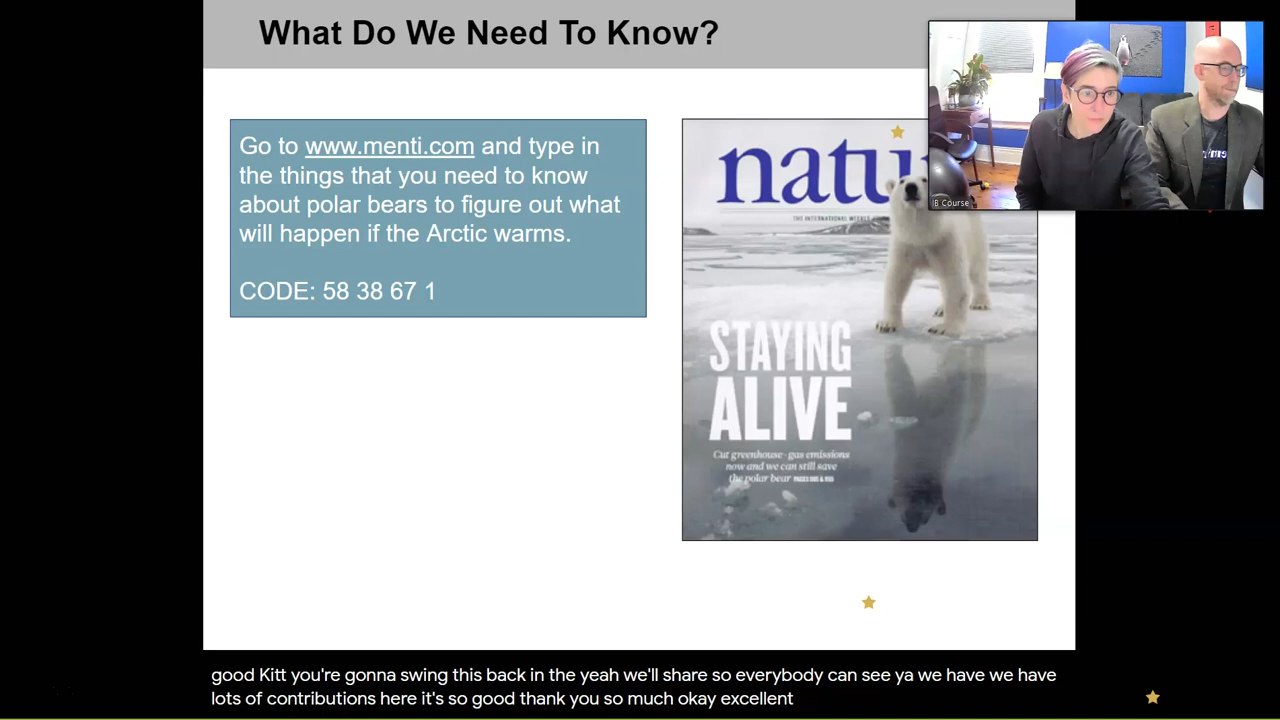 What Do We Need To Know?
Go to www.menti.com and type in
the things that you need to know
about polar bears to figure out what
will happen if the Arctic warms.
CODE: 58 38 67 1
natu
THE INTERNATIONAL WEEKLY
STAYING
ALIVE
Cut greenhouse-gas emissions
now and we can still save
the polar bear
B Course
good Kitt you're gonna swing this back in the yeah we'll share so everybody can see ya we have we have
lots of contributions here it's so good thank you so much okay excellent